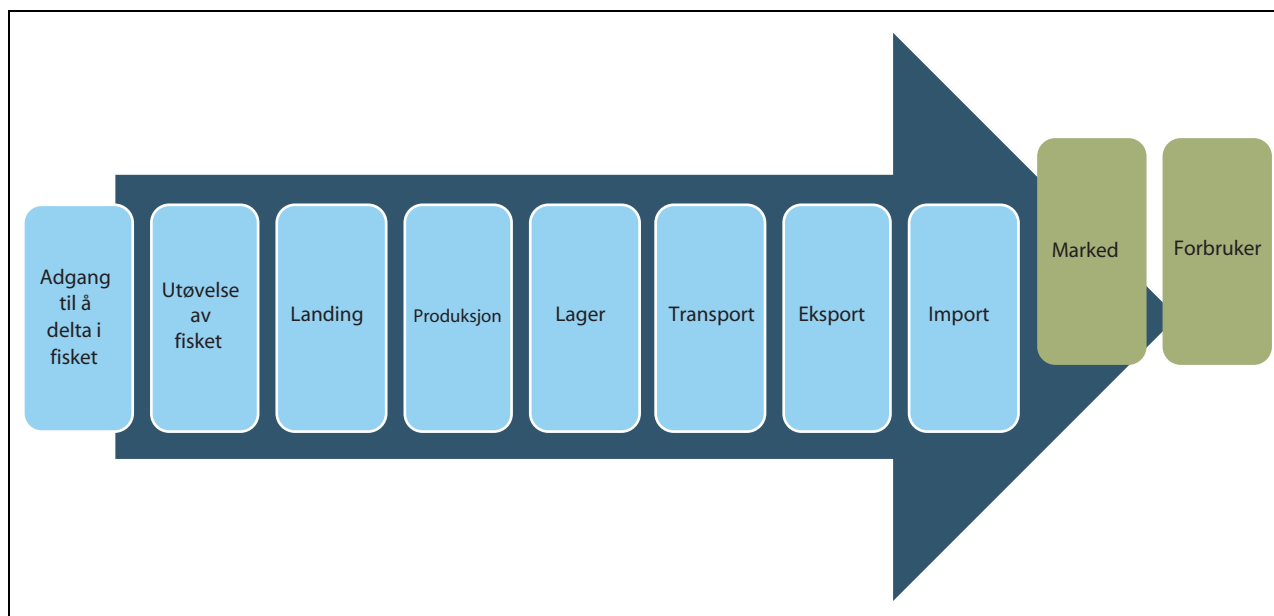 Adgang
til å
delta i
fisket
Utøvelse
av
fisket
Landing
Produksjon
Lager
Transport
Eksport
Import
Marked
Forbruker